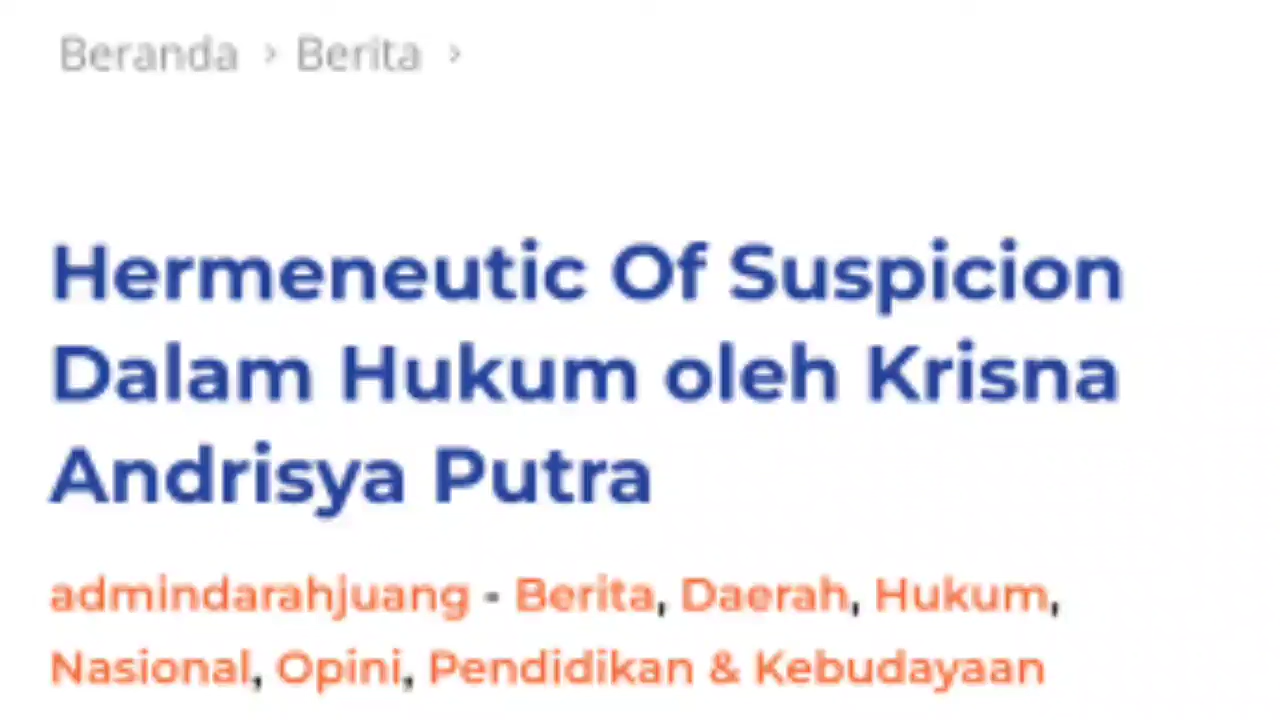 Beranda > Berita >
Hermeneutic Of Suspicion
Dalam Hukum oleh Krisna
Andrisya Putra
admindarahjuang - Berita, Daerah, Hukum,
Nasional, Opini, Pendidikan & Kebudayaan